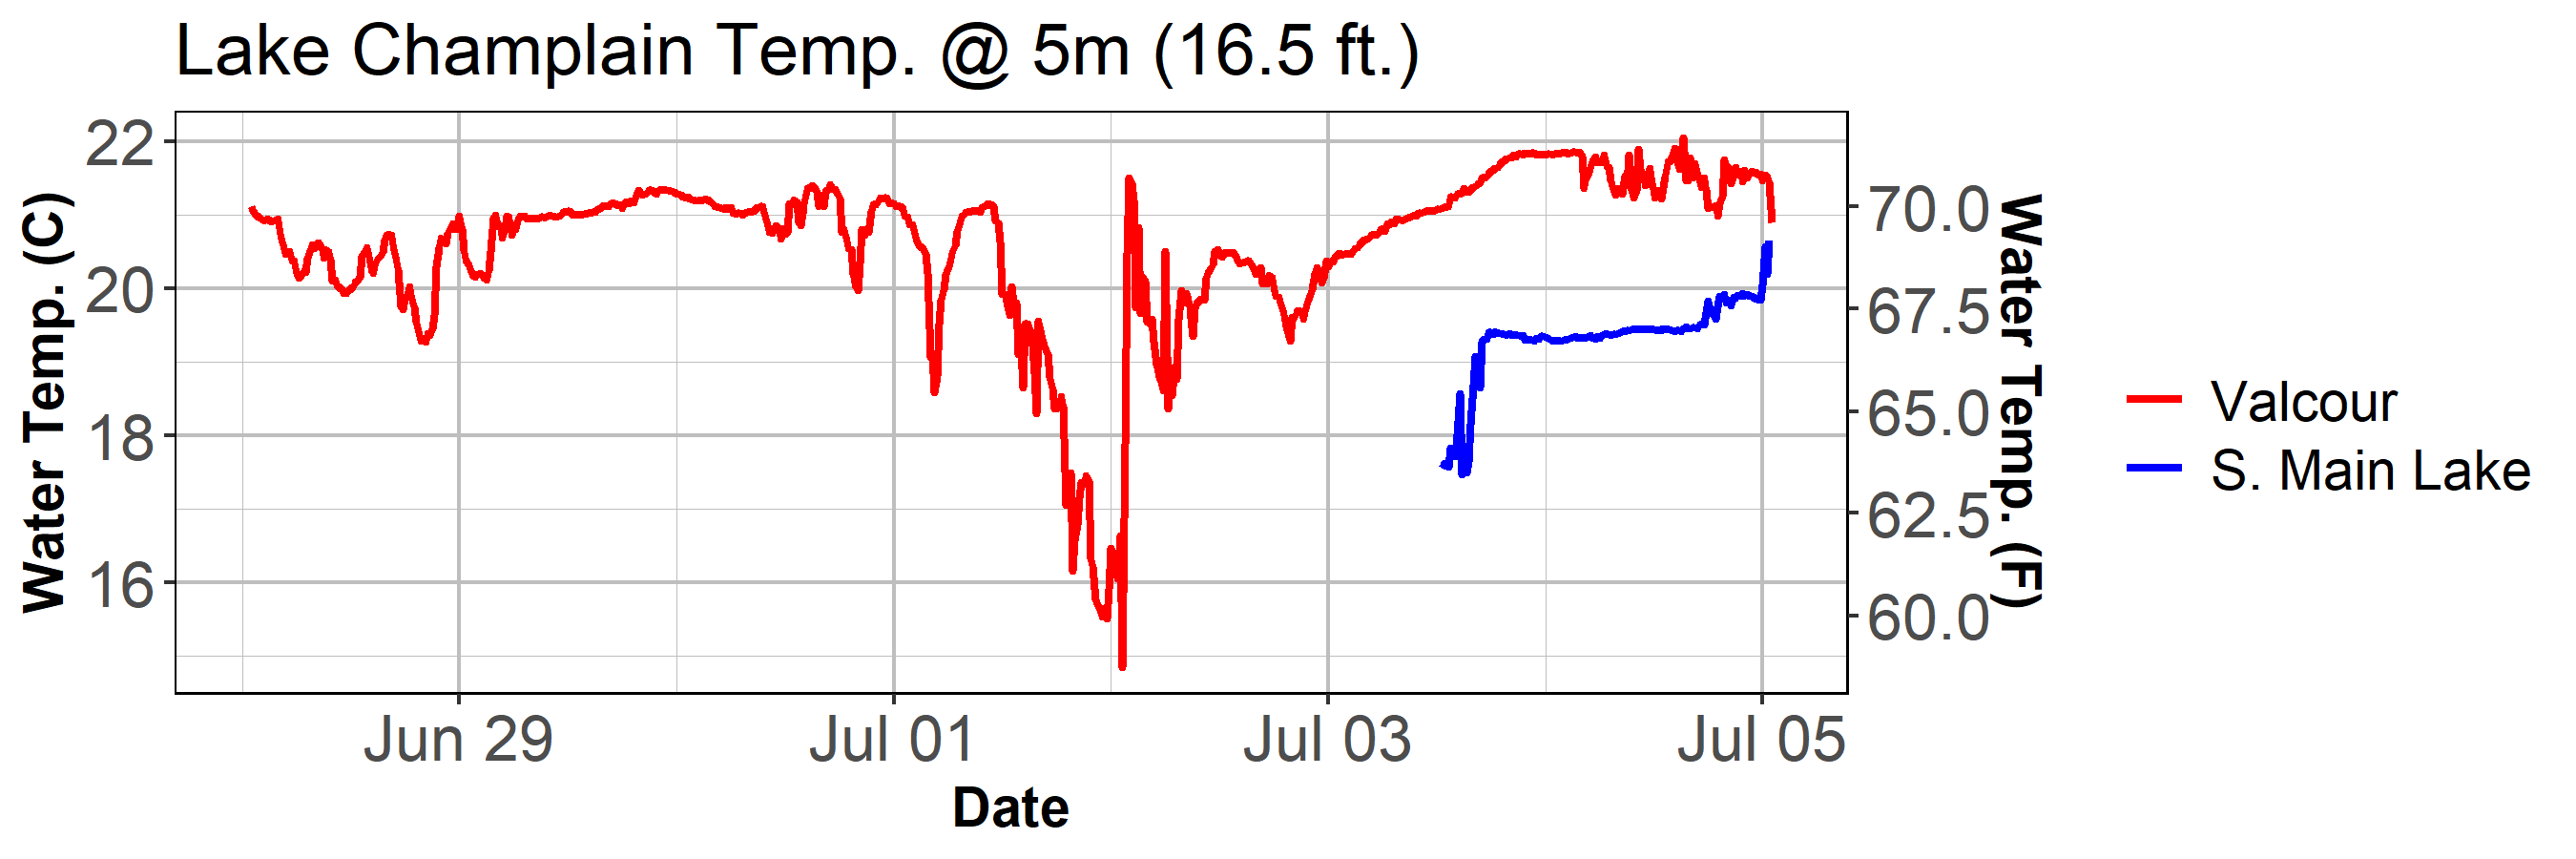 Lake Champlain Temp. @ 5m (16.5 ft.)
Water Temp. (C)
22
20
18
16
70.0
67.5
65.0
62.5
60.0
Water Temp. (F)
Jun 29
Jul 01
Jul 03
Jul 05
Date
Valcour
S. Main Lake